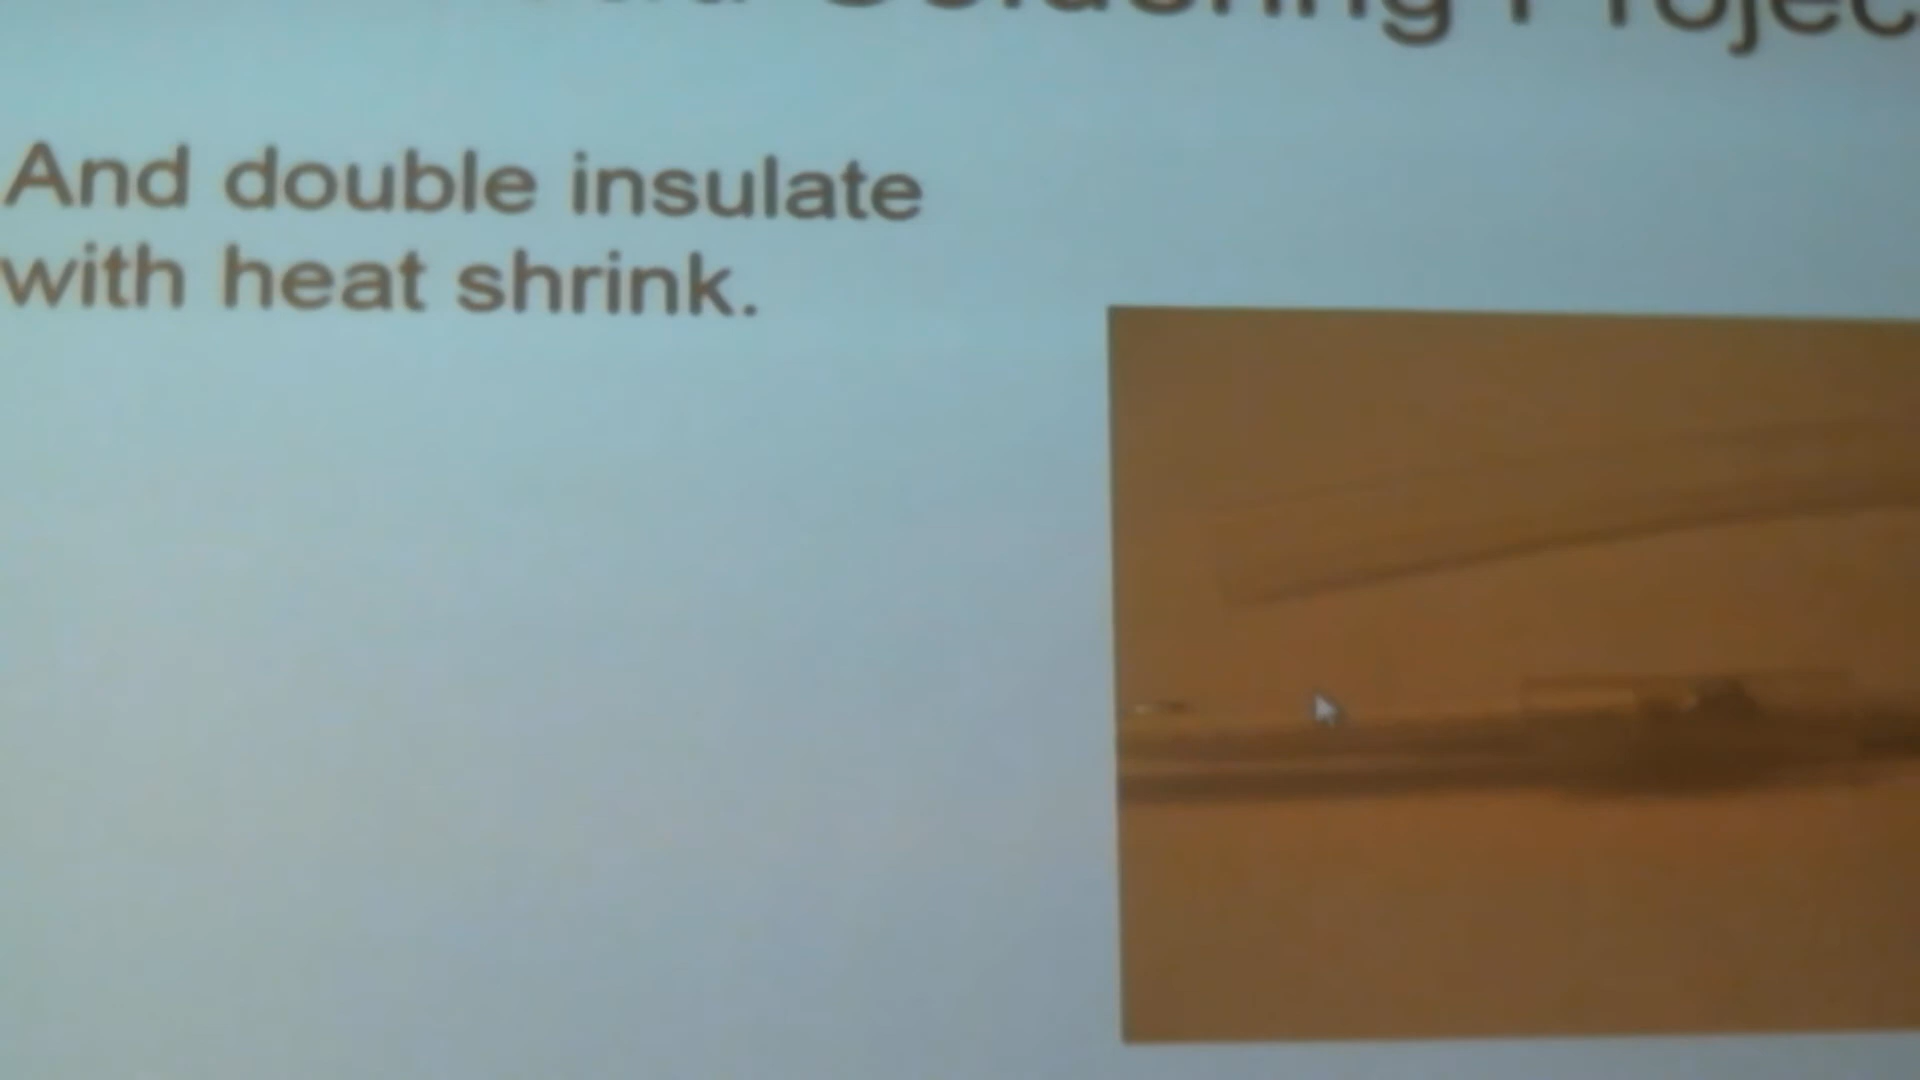 And double insulate
with heat shrink.